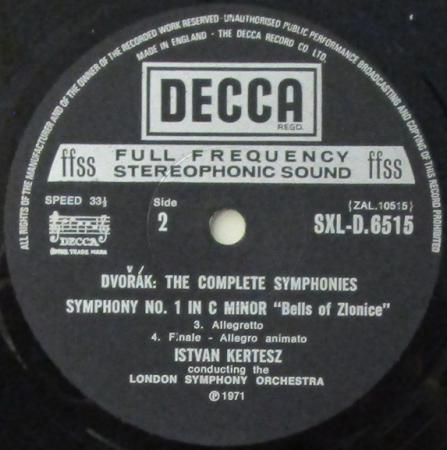 ALL RIGHTS OF THE MANUFACTURER AND OF THE OWNER OF THE RECORDED WORK RESERVED · UNAUTHORISED PUBLIC PERFORMANCE BROADCASTING AND COPYING OF THIS RECORD PROHIBITED
MADE IN ENGLAND · THE DECCA RECORD CO LTD.
DECCA
REGD.
ffss FULL FREQUENCY STEREOPHONIC SOUND ffss
SPEED 33⅓
DECCA
TRADE MARK
Side
2
(ZAL.10515)
SXL-D.6515
DVOŘÁK: THE COMPLETE SYMPHONIES
SYMPHONY NO. 1 IN C MINOR "Bells of Zlonice"
3. Allegretto
4. Finale - Allegro animato
ISTVAN KERTESZ
conducting the
LONDON SYMPHONY ORCHESTRA
℗ 1971